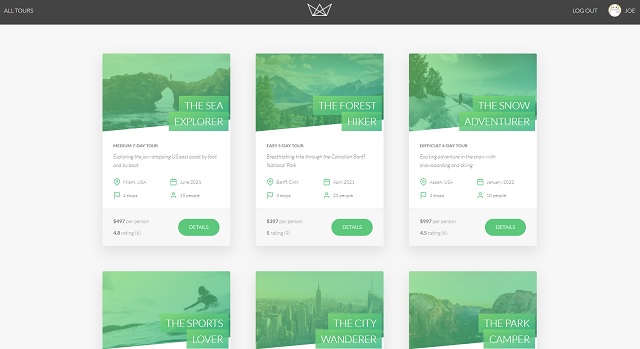 ALL TOURS
LOG OUT
JOE
THE SEA
EXPLORER
MEDIUM 7-DAY TOUR
Exploring the jaw-dropping US east coast by foot
and by boat
Miami, USA
June 2021
4 stops
15 people
$497 per person
4.8 rating (6)
DETAILS
THE FOREST
HIKER
EASY 5-DAY TOUR
Breathtaking hike through the Canadian Banff
National Park
Banff, CAN
April 2021
3 stops
25 people
$397 per person
5 rating (9)
DETAILS
THE SNOW
ADVENTURER
DIFFICULT 4-DAY TOUR
Exciting adventure in the snow with
snowboarding and skiing
Aspen, USA
January 2022
2 stops
10 people
$997 per person
4.5 rating (6)
DETAILS
THE SPORTS
LOVER
THE CITY
WANDERER
THE PARK
CAMPER